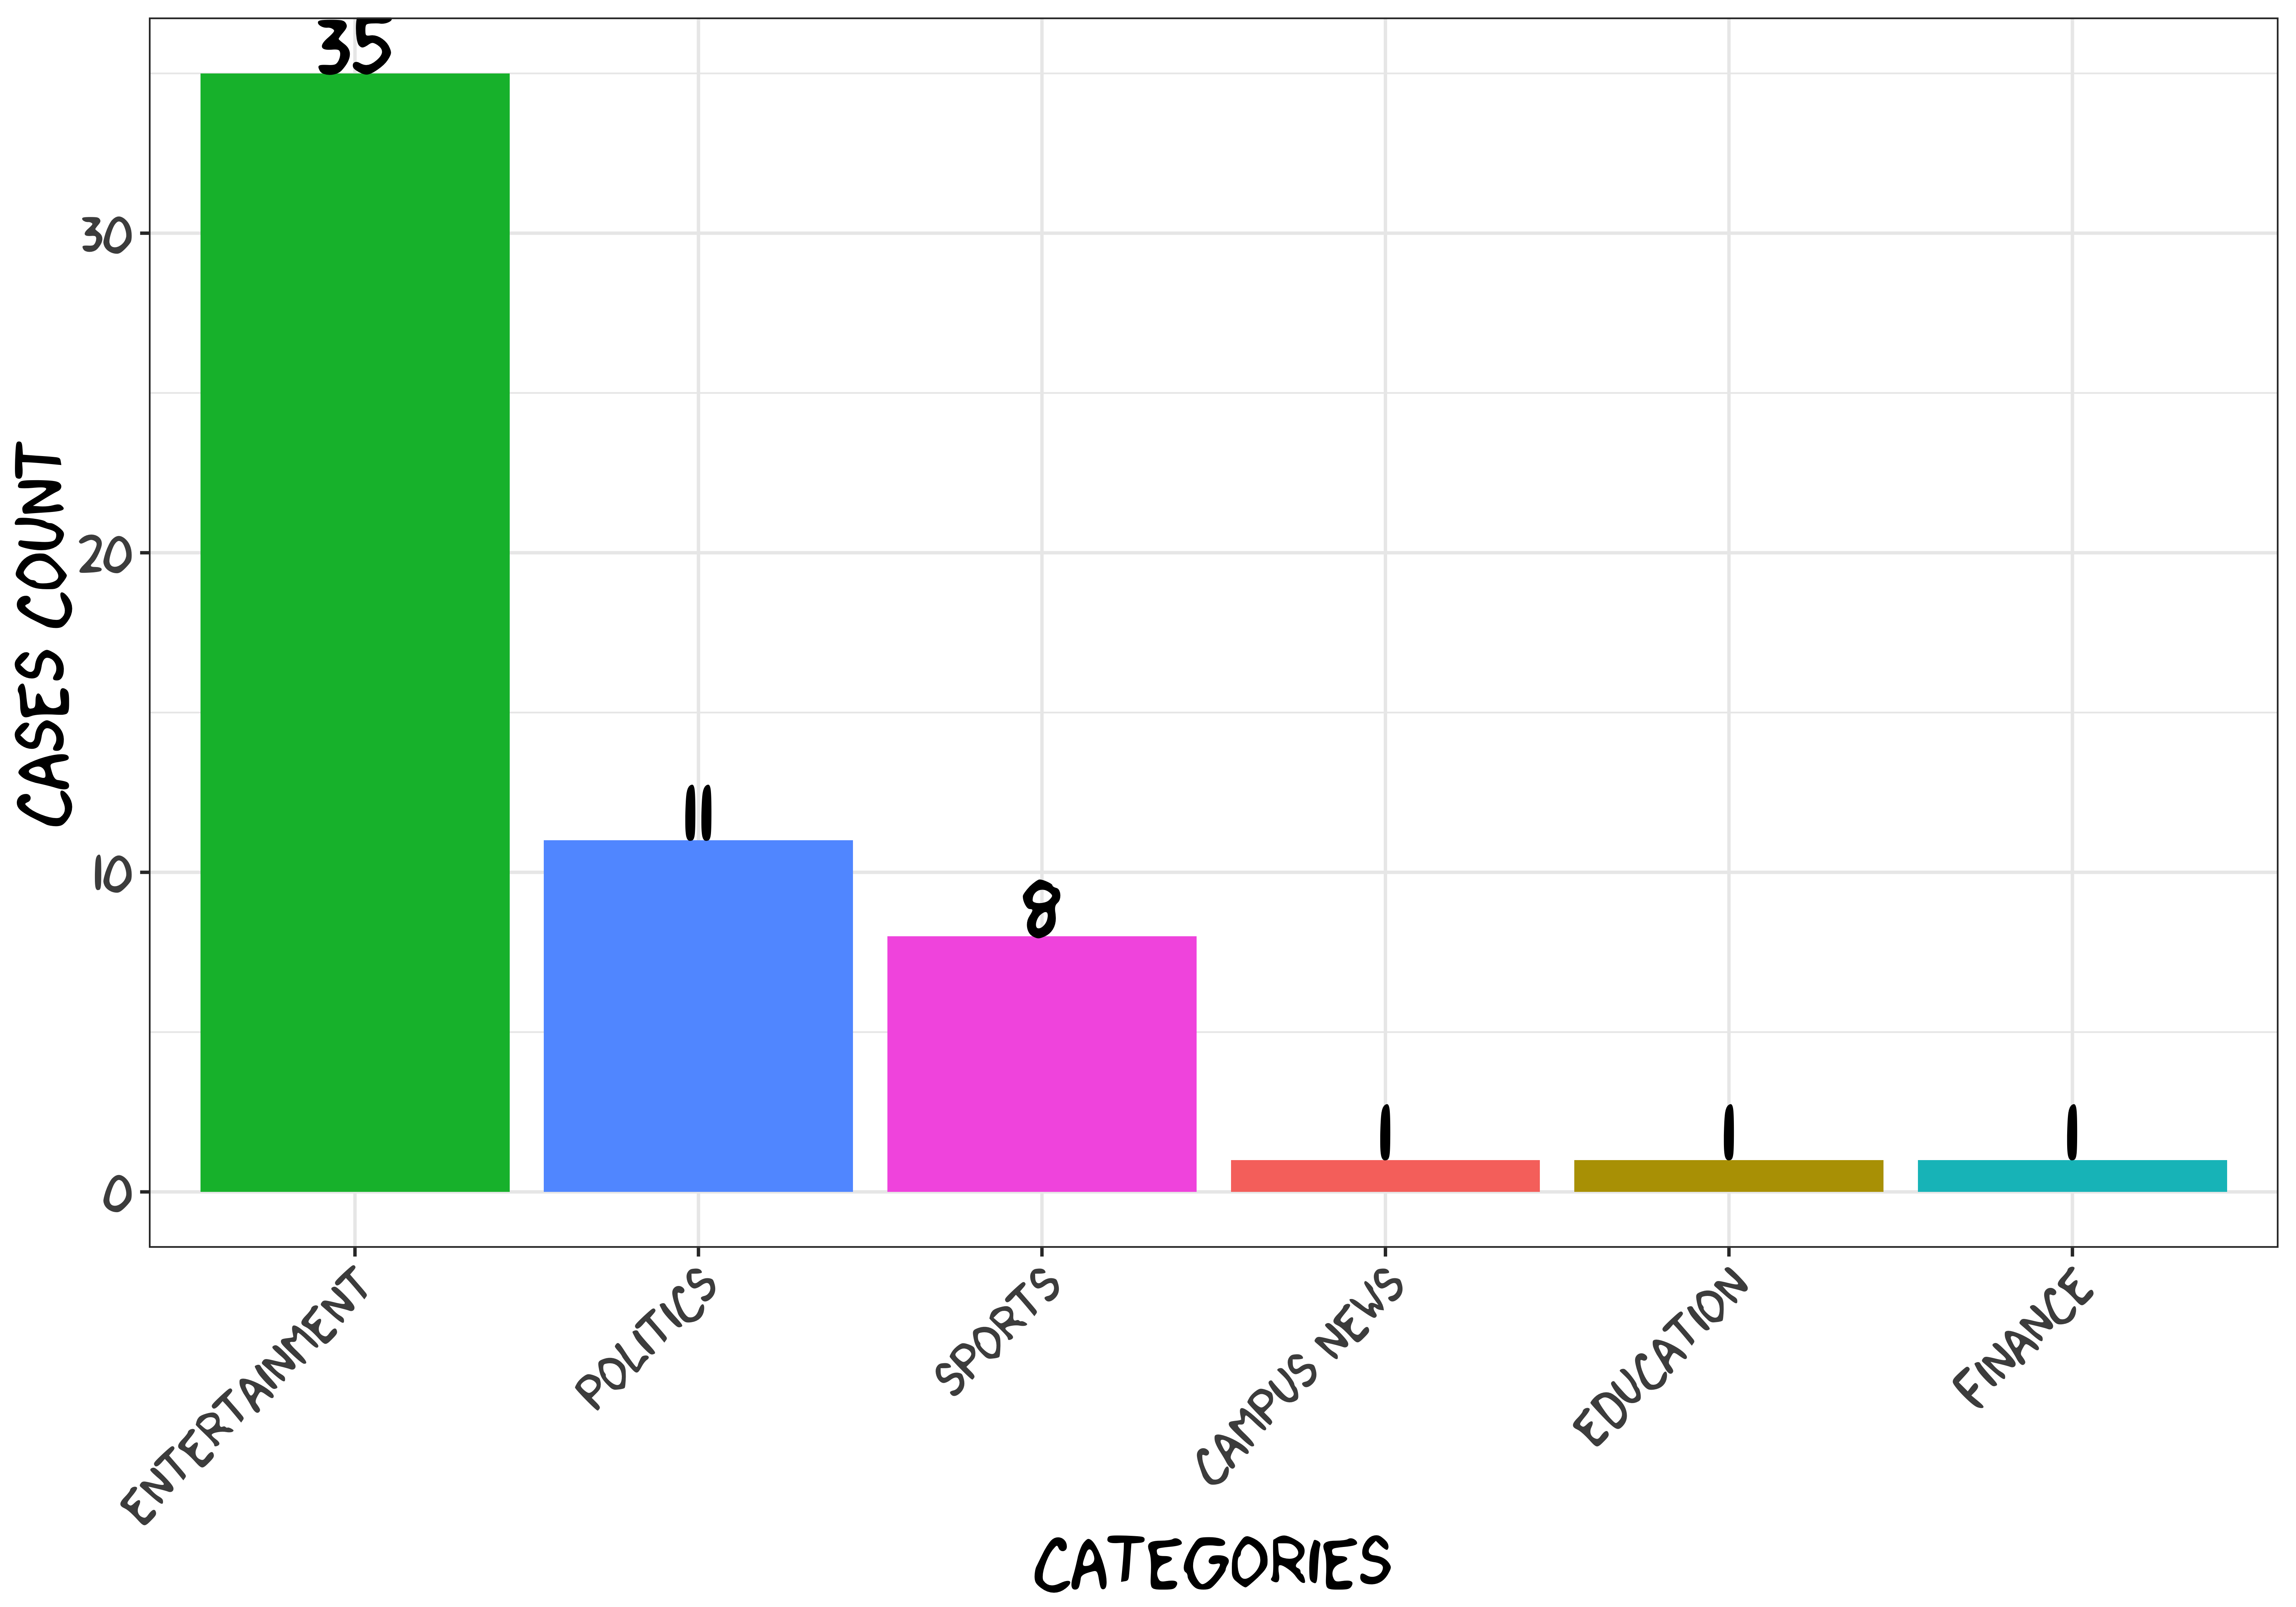 35
30
20
11
10
8
1
1
1
0
CASES COUNT
ENTERTAINMENT
POLITICS
SPORTS
CAMPUS NEWS
EDUCATION
FINANCE
CATEGORIES